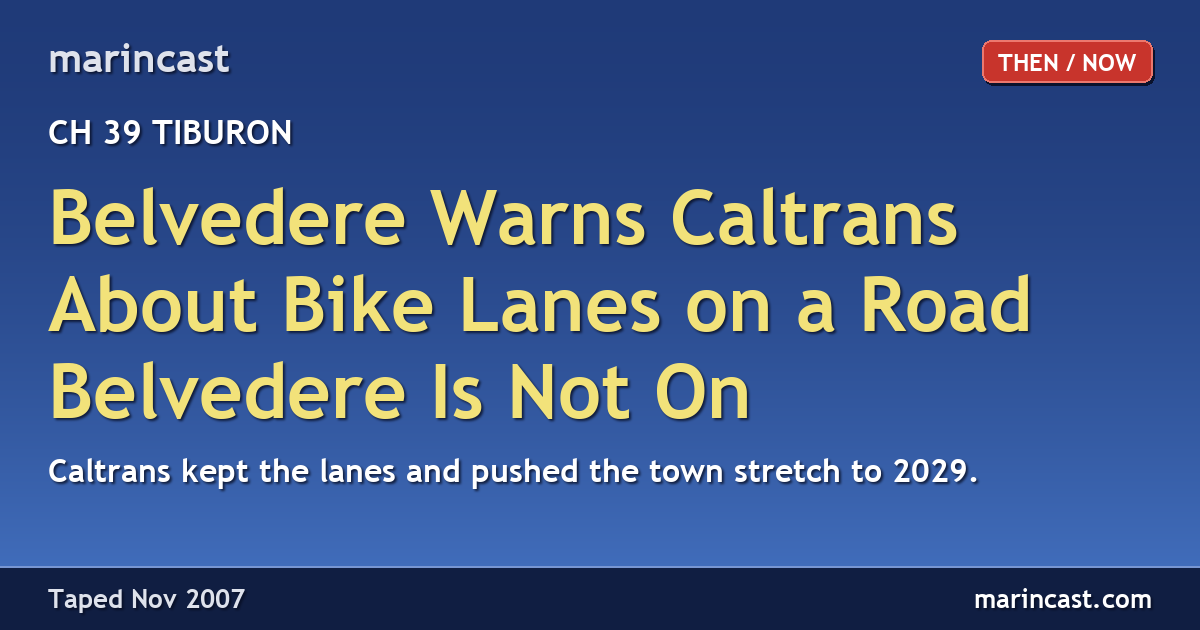 marincast
THEN / NOW
CH 39 TIBURON
Belvedere Warns Caltrans
About Bike Lanes on a Road
Belvedere Is Not On
Caltrans kept the lanes and pushed the town stretch to 2029.
Taped Nov 2007
marincast.com